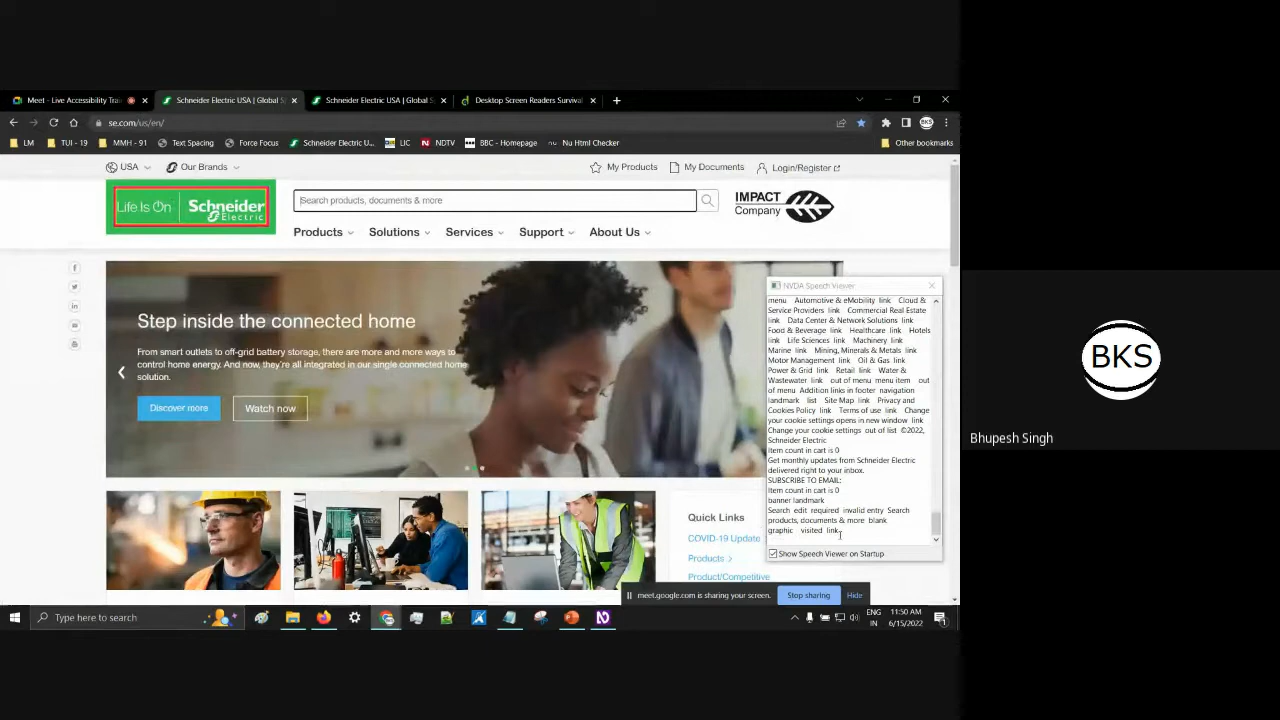 Meet - Live Accessibility Trai
Schneider Electric USA | Global S
Schneider Electric USA | Global S
Desktop Screen Readers Survival
se.com/us/en/
BKS
LM
TUI - 19
MMH - 91
Text Spacing
Force Focus
Schneider Electric U...
LIC
NDTV
BBC - Homepage
Nu Html Checker
Other bookmarks
USA
Our Brands
My Products
My Documents
Login/Register
Life Is On
Schneider
Electric
Search products, documents & more
IMPACT
Company
Products
Solutions
Services
Support
About Us
Step inside the connected home
From smart outlets to off-grid battery storage, there are more and more ways to
control home energy. And now, they're all integrated in our single connected home
solution.
Discover more
Watch now
Quick Links
COVID-19 Update
Products >
Product/Competitive
NVDA Speech Viewer
menu Automotive & eMobility link Cloud &
Service Providers link Commercial Real Estate
link Data Center & Network Solutions link
Food & Beverage link Healthcare link Hotels
link Life Sciences link Machinery link
Marine link Mining, Minerals & Metals link
Motor Management link Oil & Gas link
Power & Grid link Retail link Water &
Wastewater link out of menu menu item out
of menu Addition links in footer navigation
landmark list Site Map link Privacy and
Cookies Policy link Terms of use link Change
your cookie settings opens in new window link
Change your cookie settings out of list ©2022,
Schneider Electric
Item count in cart is 0
Get monthly updates from Schneider Electric
delivered right to your inbox.
SUBSCRIBE TO EMAIL:
Item count in cart is 0
banner landmark
Search edit required invalid entry Search
products, documents & more blank
graphic visited link
Show Speech Viewer on Startup
meet.google.com is sharing your screen.
Stop sharing
Hide
Type here to search
ENG
IN
11:50 AM
6/15/2022
BKS
Bhupesh Singh